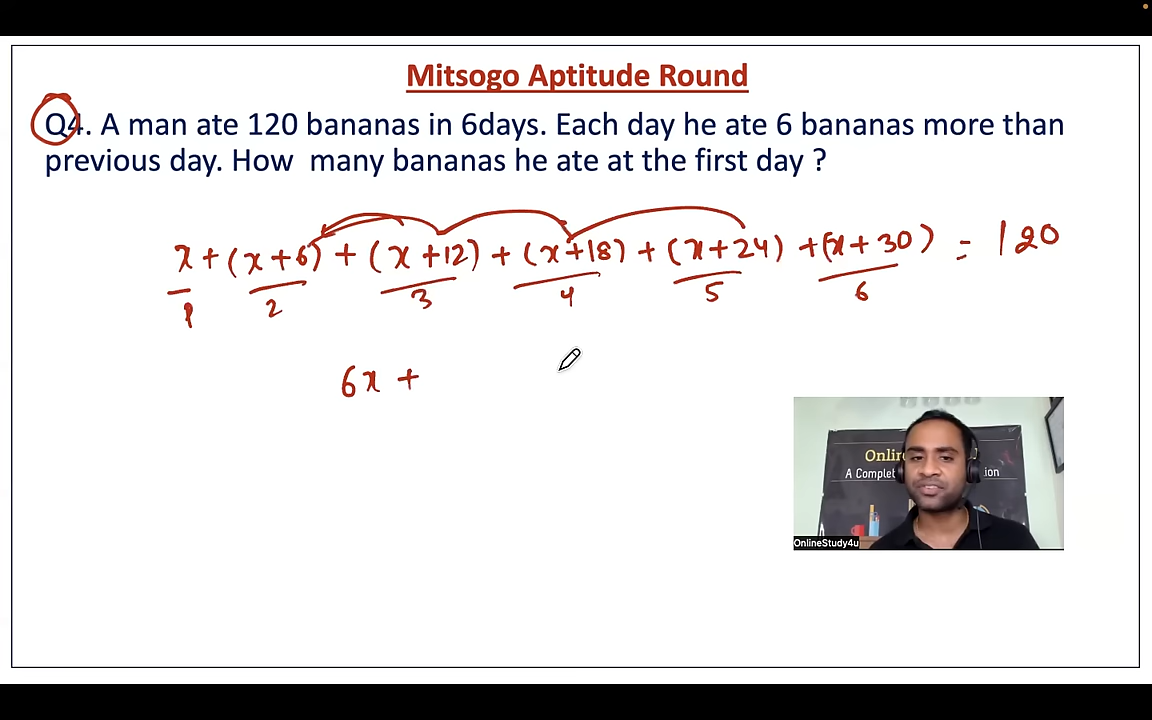 Mitsogo Aptitude Round
Q4. A man ate 120 bananas in 6days. Each day he ate 6 bananas more than
previous day. How many bananas he ate at the first day ?
x + (x+6) + (x+12) + (x+18) + (x+24) + (x+30) = 120
1 2 3 4 5 6
6x +
A Complet
ion
OnlineStudy4u